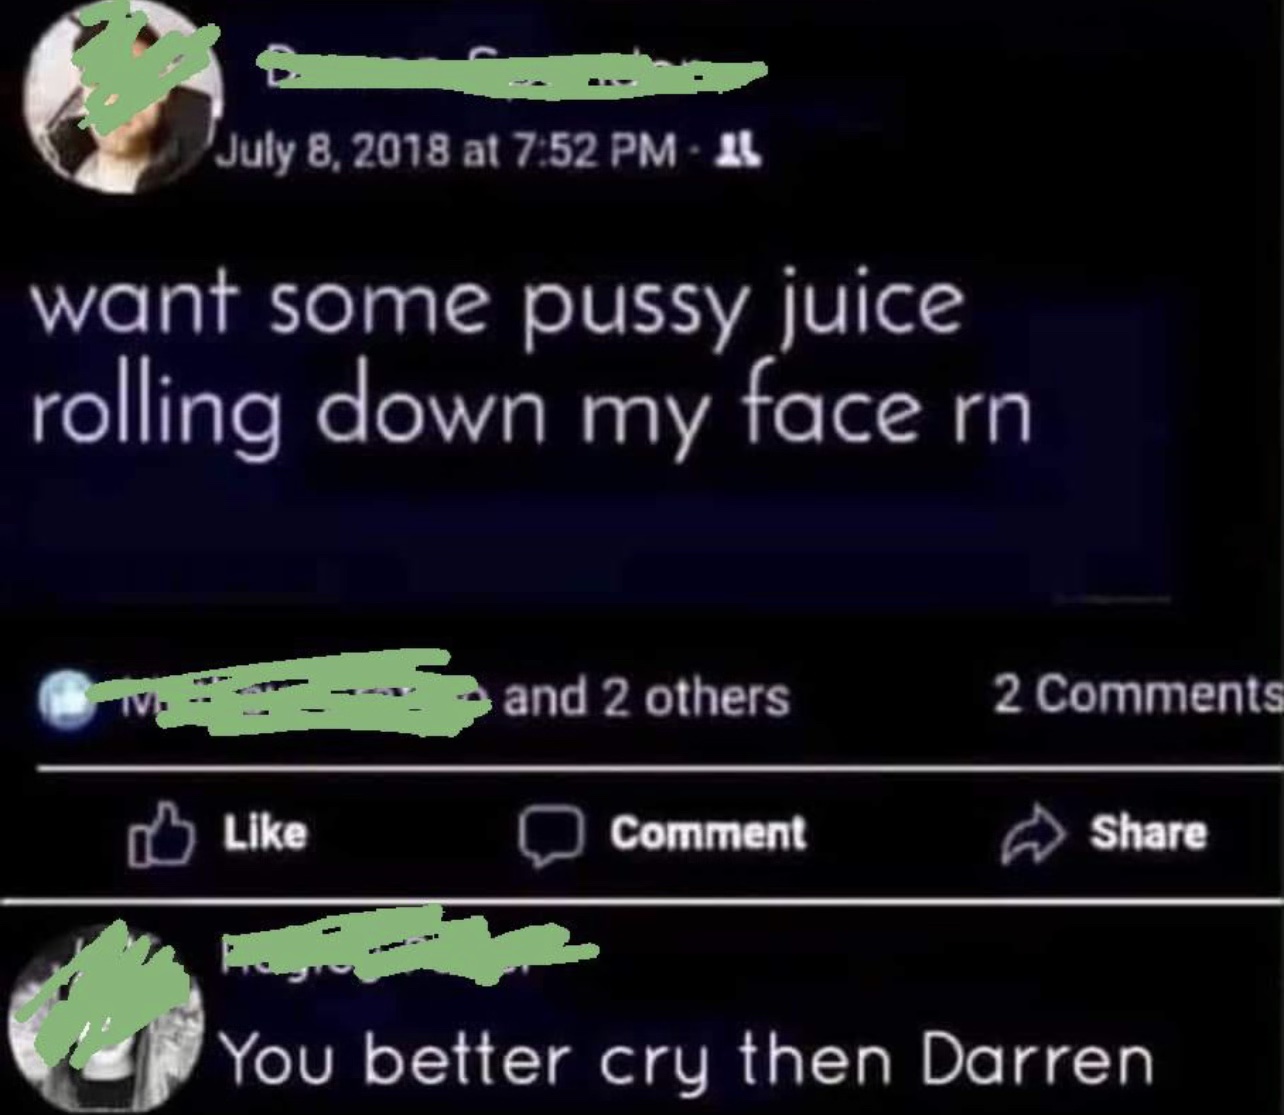 July 8, 2018 at 7:52 PM ·
want some pussy juice
rolling down my face rn
and 2 others
2 Comments
Like
Comment
Share
You better cry then Darren